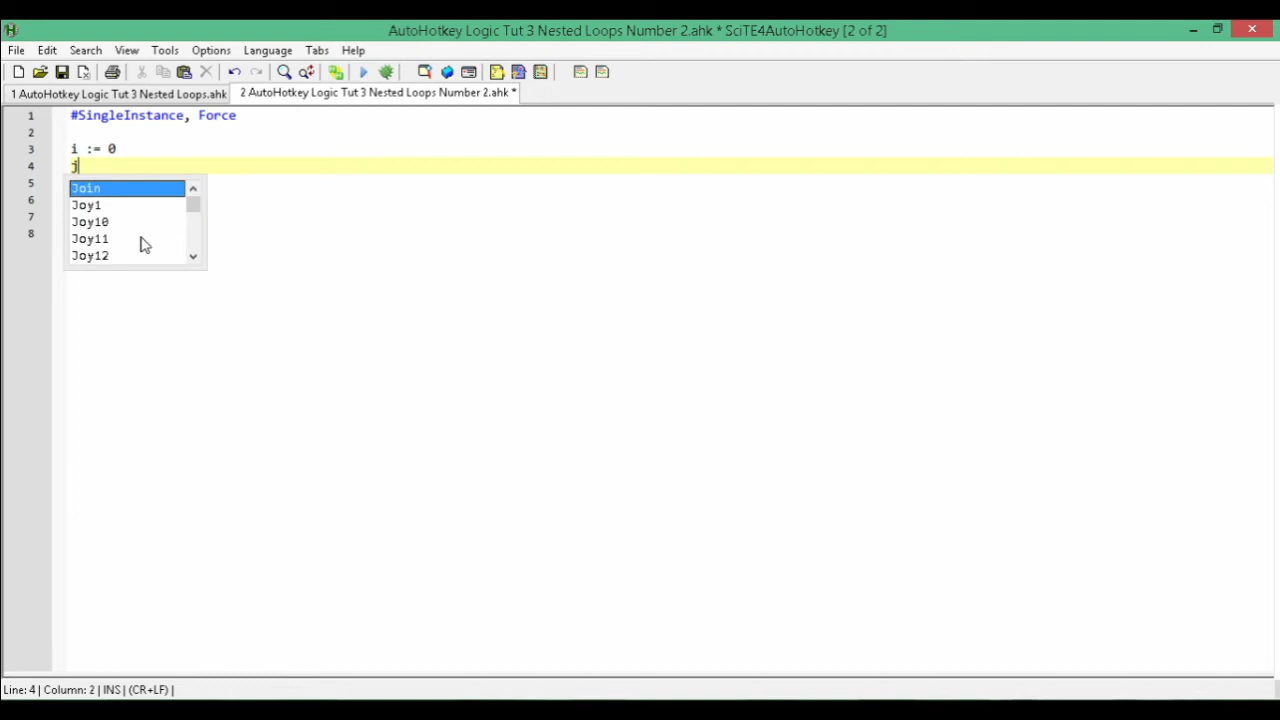 AutoHotkey Logic Tut 3 Nested Loops Number 2.ahk * SciTE4AutoHotkey [2 of 2]
File Edit Search View Tools Options Language Tabs Help
1 AutoHotkey Logic Tut 3 Nested Loops.ahk 2 AutoHotkey Logic Tut 3 Nested Loops Number 2.ahk *
1 #SingleInstance, Force
2
3 i := 0
4 j
5 Join
6 Joy1
Joy10
7 Joy11
8 Joy12
Line: 4 | Column: 2 | INS | (CR+LF) |